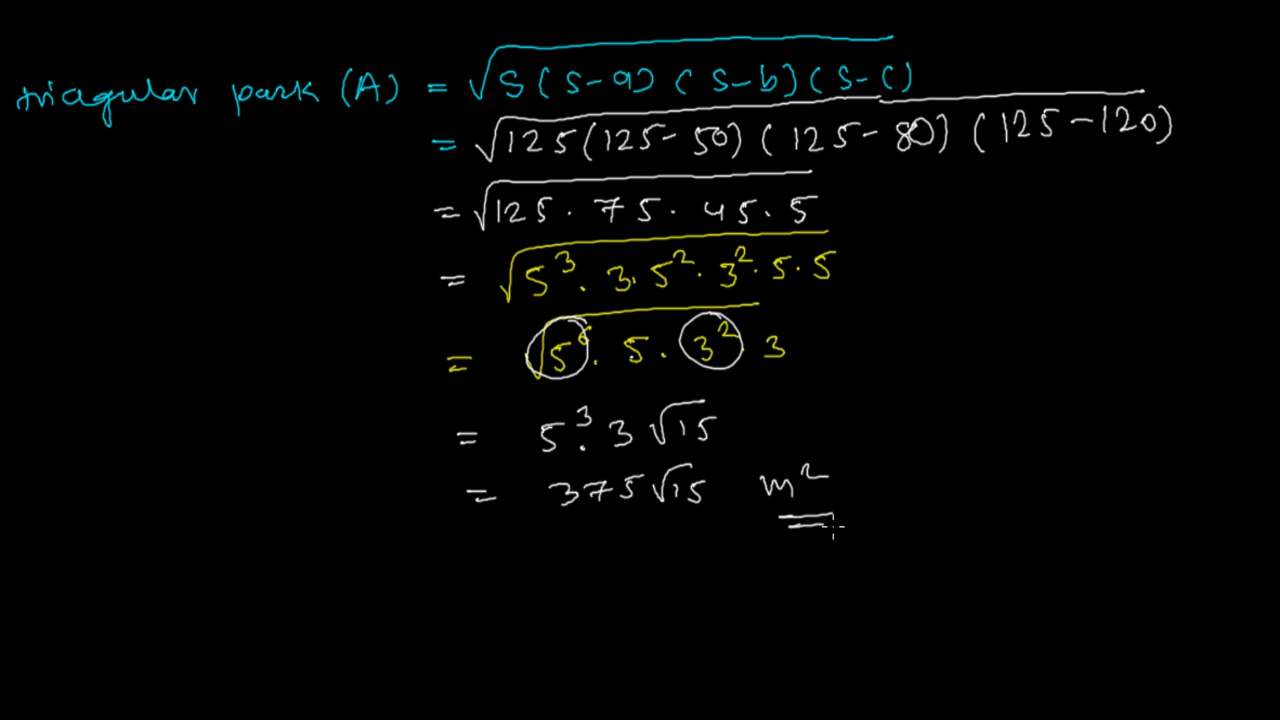 triagular park (A) = √S(S-a)(S-b)(S-c)
= √125(125-50)(125-80)(125-120)
= √125.75.45.5
= √5³.3.5².3².5.5
= √5⁶.5.3² 3
= 5³.3√15
= 375√15 m²